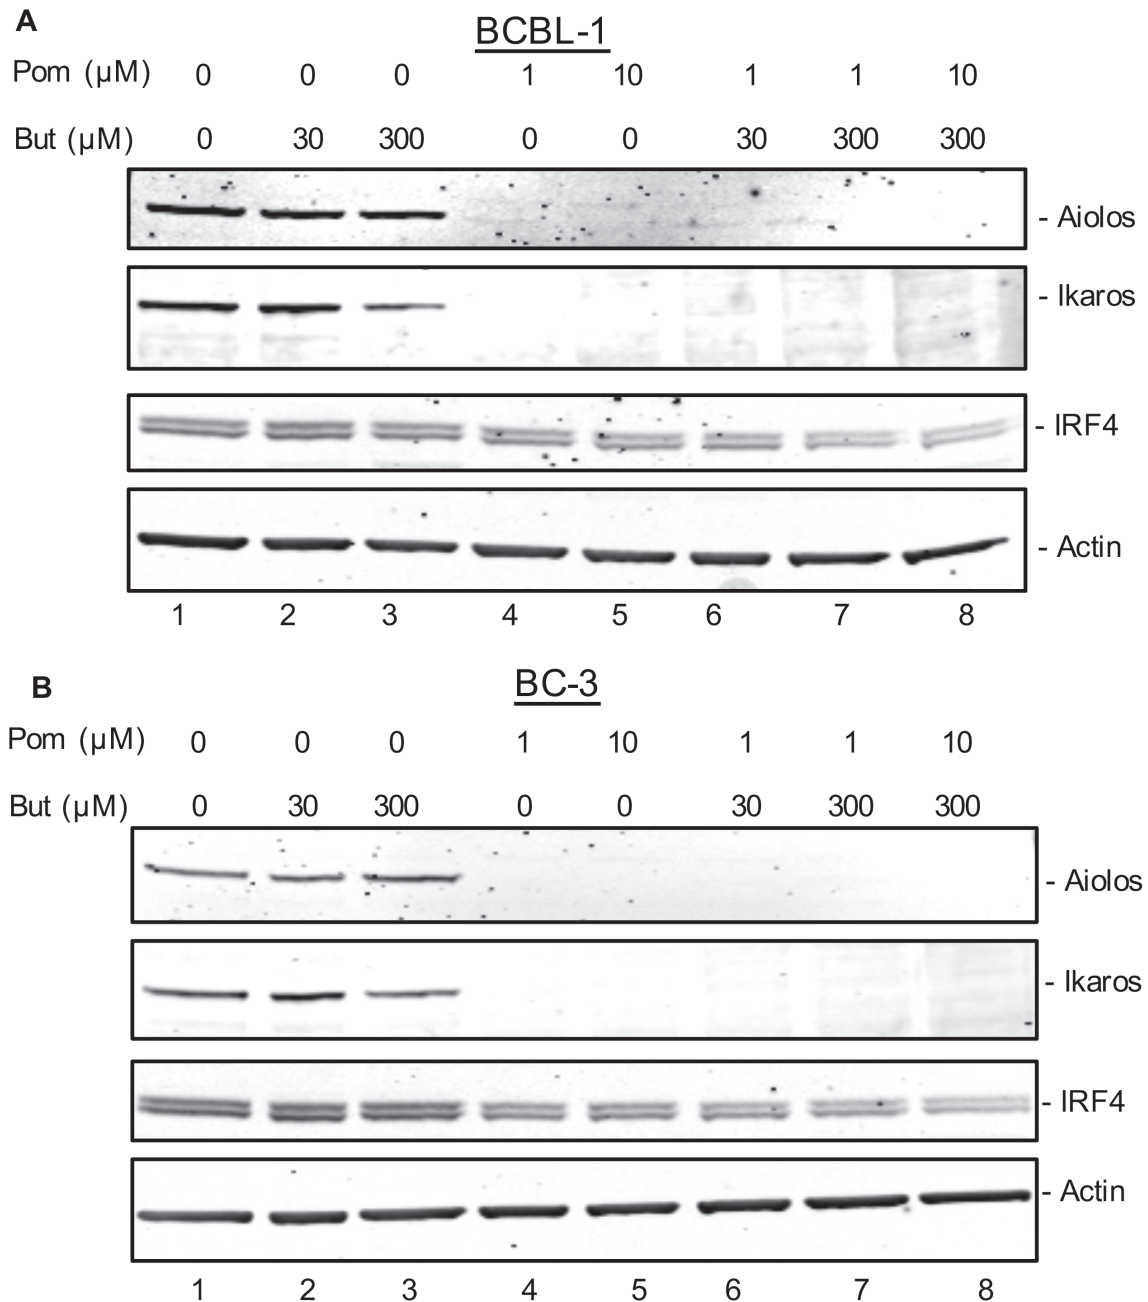 A
BCBL-1
Pom (µM) 0 0 0 1 10 1 1 10
But (µM) 0 30 300 0 0 30 300 300
- Aiolos
- Ikaros
- IRF4
- Actin
1 2 3 4 5 6 7 8
B
BC-3
Pom (µM) 0 0 0 1 10 1 1 10
But (µM) 0 30 300 0 0 30 300 300
- Aiolos
- Ikaros
- IRF4
- Actin
1 2 3 4 5 6 7 8